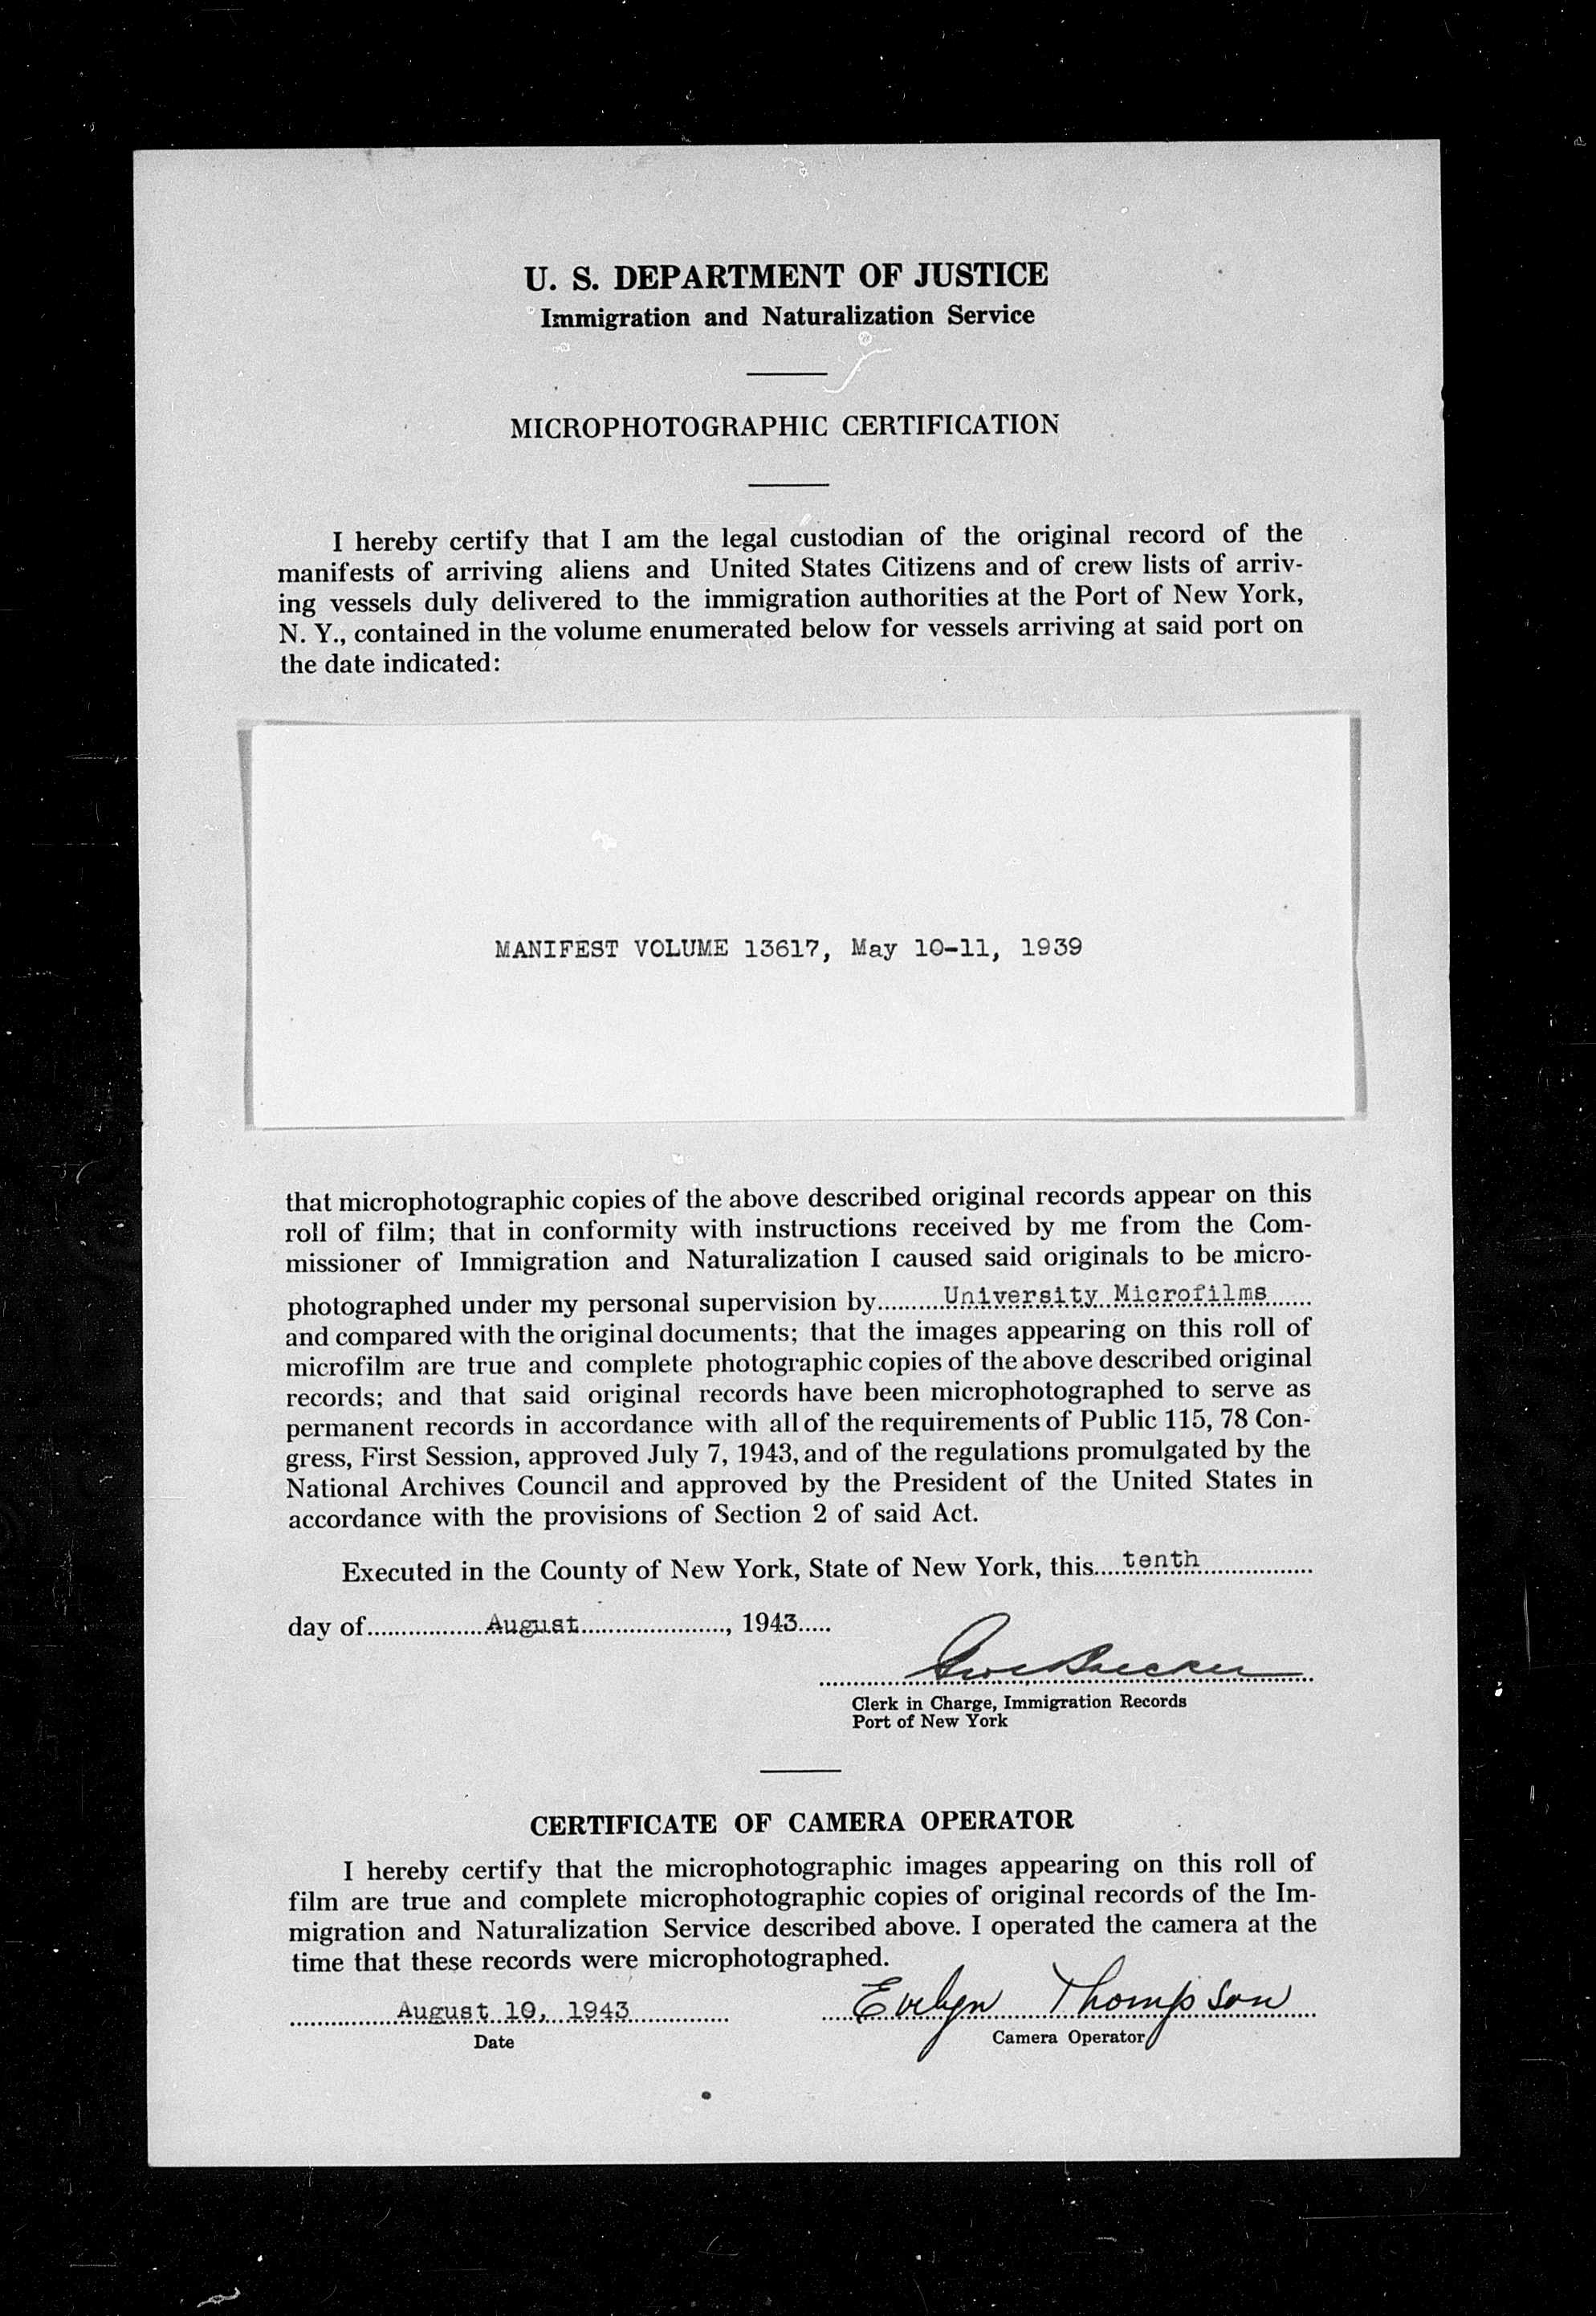 U. S. DEPARTMENT OF JUSTICE
Immigration and Naturalization Service
MICROPHOTOGRAPHIC CERTIFICATION
I hereby certify that I am the legal custodian of the original record of the
manifests of arriving aliens and United States Citizens and of crew lists of arriv-
ing vessels duly delivered to the immigration authorities at the Port of New York,
N. Y., contained in the volume enumerated below for vessels arriving at said port on
the date indicated:
MANIFEST VOLUME 13617, May 10-11, 1939
that microphotographic copies of the above described original records appear on this
roll of film; that in conformity with instructions received by me from the Com-
missioner of Immigration and Naturalization I caused said originals to be micro-
photographed under my personal supervision by University Microfilms
and compared with the original documents; that the images appearing on this roll of
microfilm are true and complete photographic copies of the above described original
records; and that said original records have been microphotographed to serve as
permanent records in accordance with all of the requirements of Public 115, 78 Con-
gress, First Session, approved July 7, 1943, and of the regulations promulgated by the
National Archives Council and approved by the President of the United States in
accordance with the provisions of Section 2 of said Act.
Executed in the County of New York, State of New York, this tenth
day of August, 1943
Clerk in Charge, Immigration Records
Port of New York
CERTIFICATE OF CAMERA OPERATOR
I hereby certify that the microphotographic images appearing on this roll of
film are true and complete microphotographic copies of original records of the Im-
migration and Naturalization Service described above. I operated the camera at the
time that these records were microphotographed.
August 10, 1943 Evelyn Thompson
Date Camera Operator